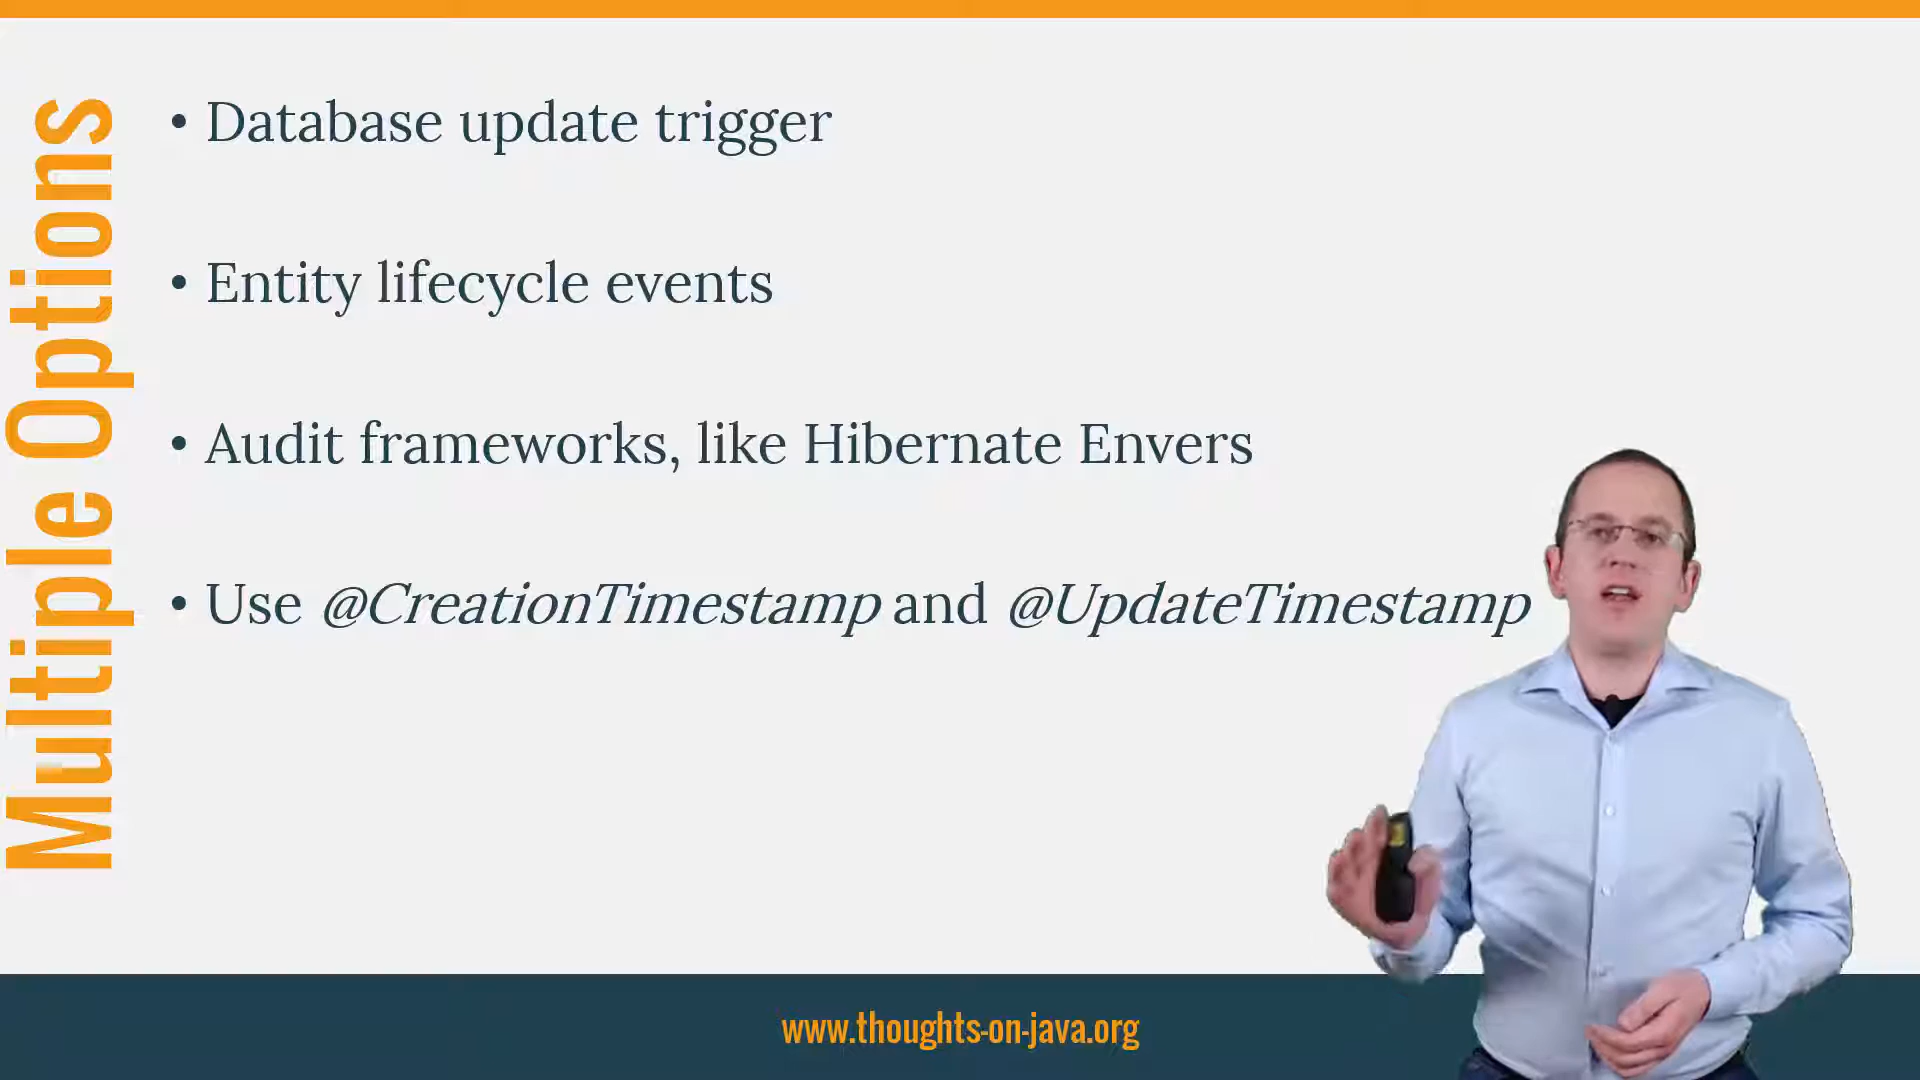 Multiple Options
• Database update trigger
• Entity lifecycle events
• Audit frameworks, like Hibernate Envers
• Use @CreationTimestamp and @UpdateTimestamp
www.thoughts-on-java.org